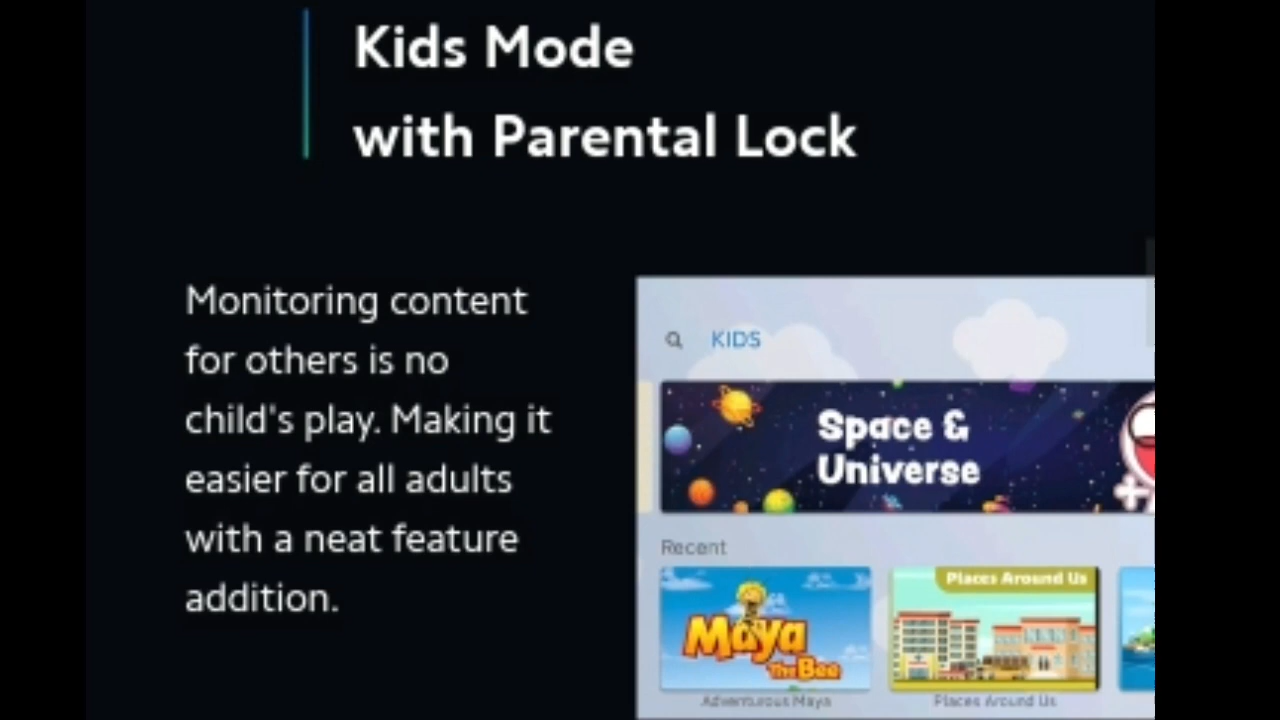 Kids Mode
with Parental Lock
Monitoring content
for others is no
child's play. Making it
easier for all adults
with a neat feature
addition.
KIDS
Space &
Universe
Recent
Maya
The Bee
Places Around Us
Adventurous Maya
Places Around Us